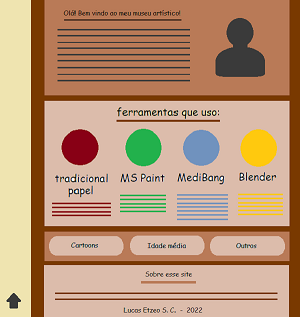 Olá! Bem vindo ao meu museu artístico!
ferramentas que uso:
tradicional
papel
MS Paint
MediBang
Blender
Cartoons
Idade média
Outros
Sobre esse site
Lucas Etzeo S. C. - 2022